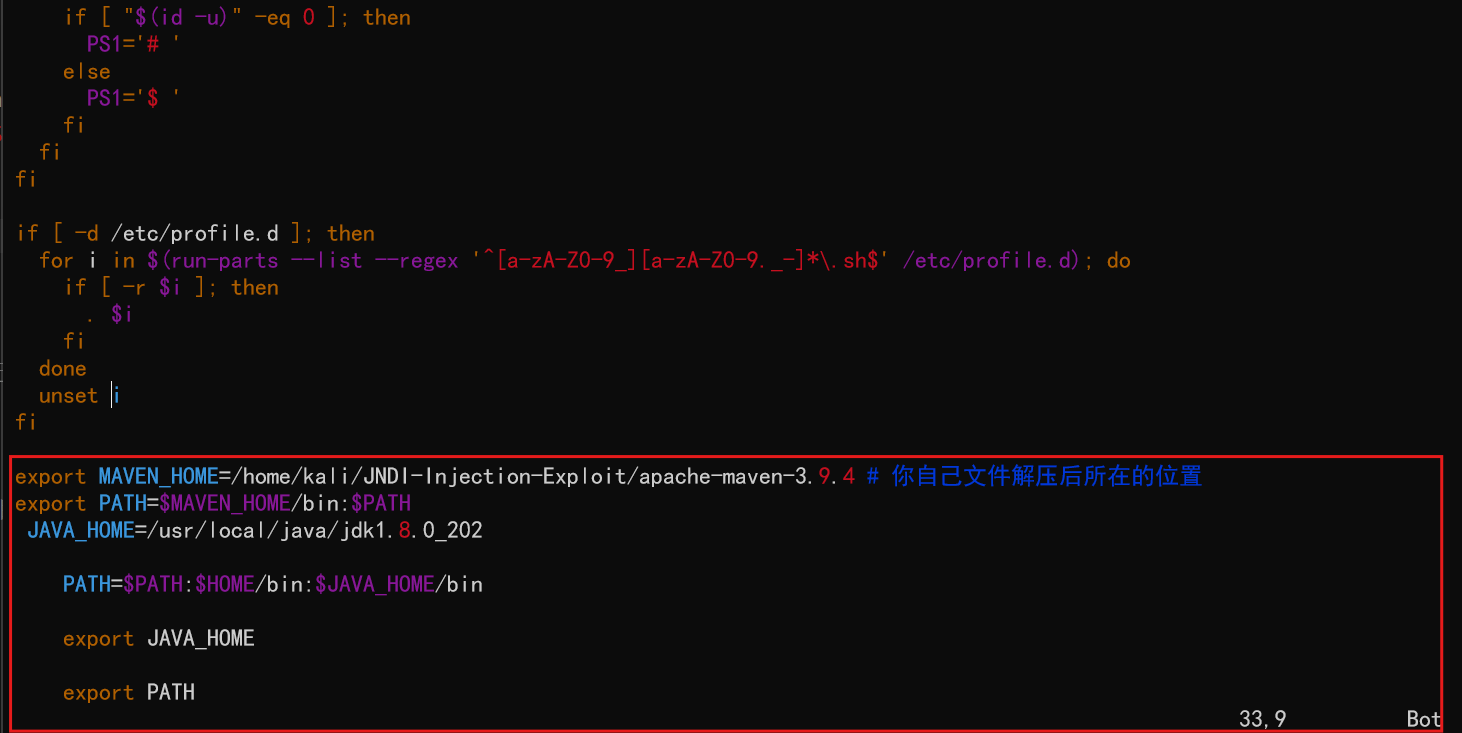 if [ "$(id -u)" -eq 0 ]; then
PS1='# '
else
PS1='$ '
fi
fi
fi
if [ -d /etc/profile.d ]; then
for i in $(run-parts --list --regex '^[a-zA-Z0-9_][a-zA-Z0-9._-]*\.sh$' /etc/profile.d); do
if [ -r $i ]; then
. $i
fi
done
unset i
fi
export MAVEN_HOME=/home/kali/JNDI-Injection-Exploit/apache-maven-3.9.4 # 你自己文件解压后所在的位置
export PATH=$MAVEN_HOME/bin:$PATH
JAVA_HOME=/usr/local/java/jdk1.8.0_202
PATH=$PATH:$HOME/bin:$JAVA_HOME/bin
export JAVA_HOME
export PATH
33,9 Bot